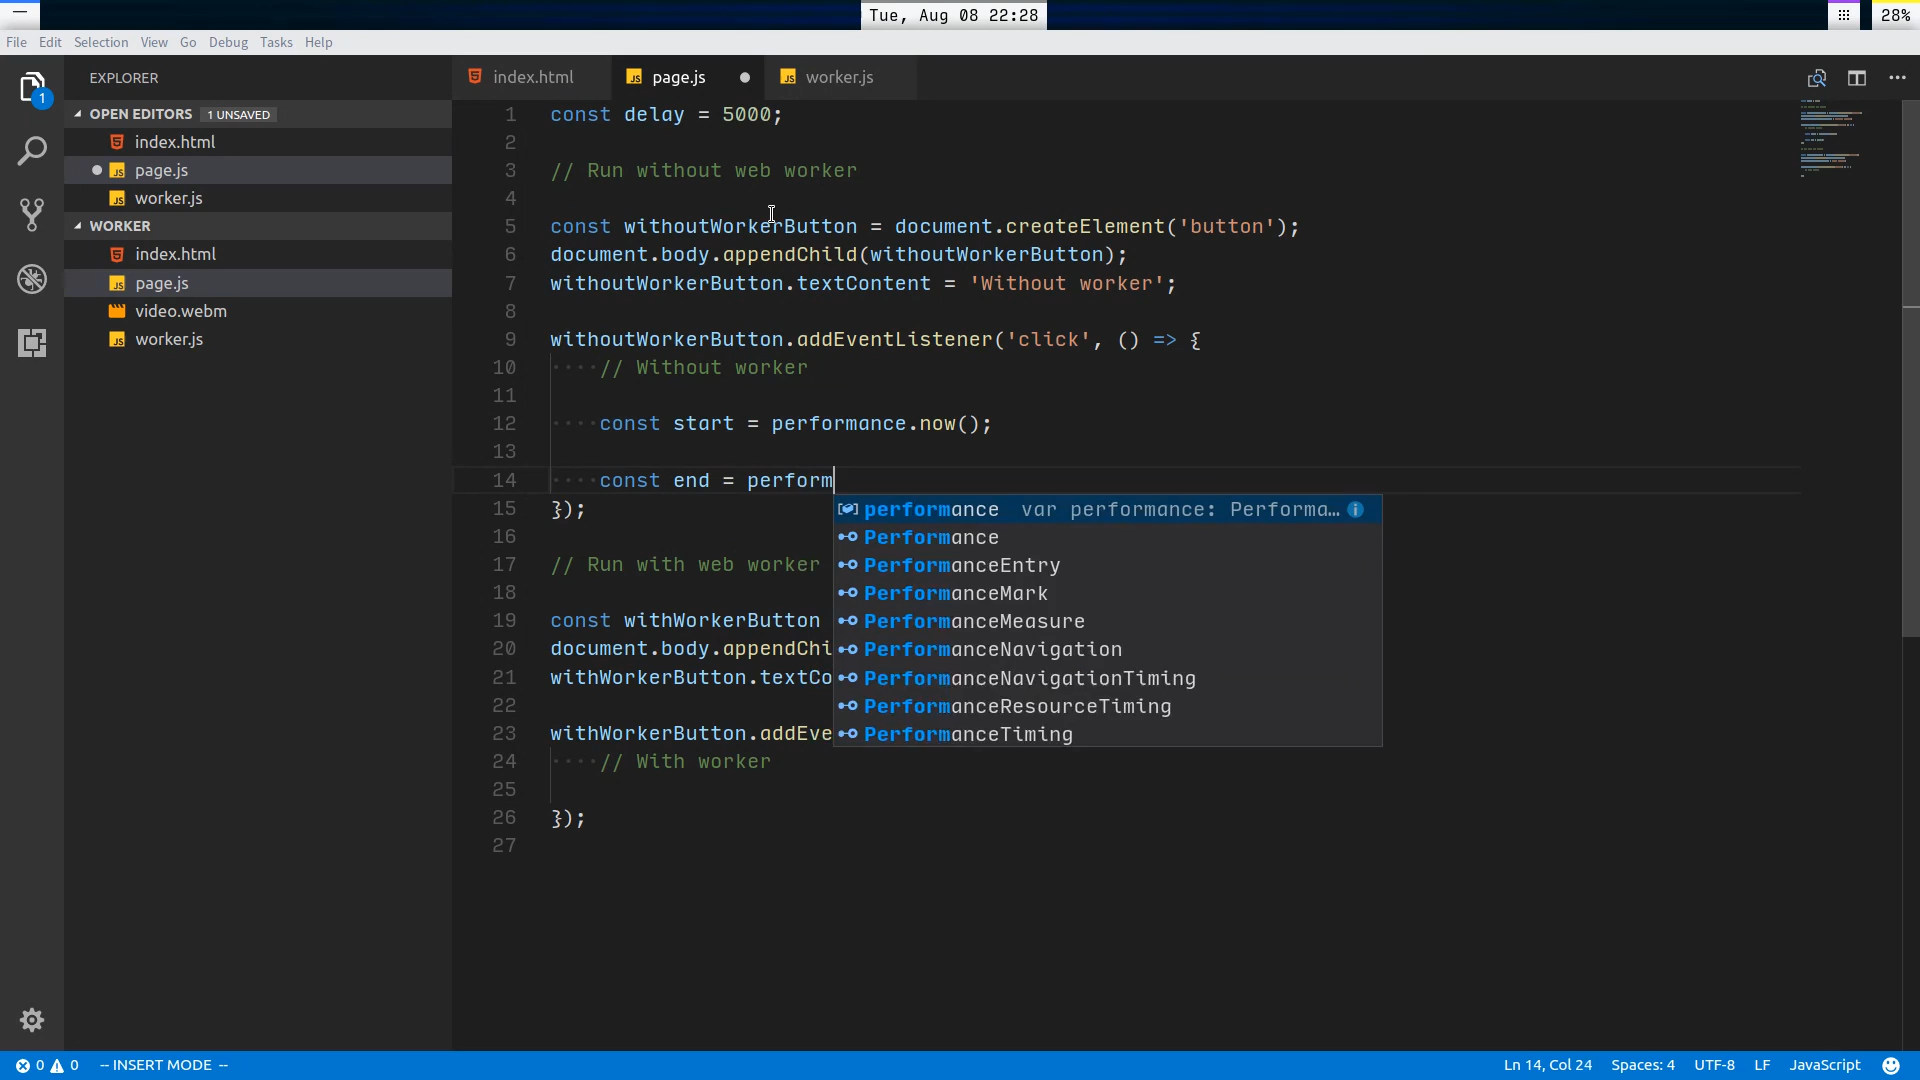 Tue, Aug 08 22:28
28%
File Edit Selection View Go Debug Tasks Help
EXPLORER
OPEN EDITORS 1 UNSAVED
index.html
page.js
worker.js
WORKER
index.html
page.js
video.webm
worker.js
1
index.html page.js worker.js
1 const delay = 5000;
2
3 // Run without web worker
4
5 const withoutWorkerButton = document.createElement('button');
6 document.body.appendChild(withoutWorkerButton);
7 withoutWorkerButton.textContent = 'Without worker';
8
9 withoutWorkerButton.addEventListener('click', () => {
10 ····// Without worker
11
12 ····const start = performance.now();
13
14 ····const end = perform
15 });
16
17 // Run with web worker
18
19 const withWorkerButton
20 document.body.appendChi
21 withWorkerButton.textCo
22
23 withWorkerButton.addEve
24 ····// With worker
25
26 });
27
performance var performance: Performa…
Performance
PerformanceEntry
PerformanceMark
PerformanceMeasure
PerformanceNavigation
PerformanceNavigationTiming
PerformanceResourceTiming
PerformanceTiming
0 0 -- INSERT MODE -- Ln 14, Col 24 Spaces: 4 UTF-8 LF JavaScript